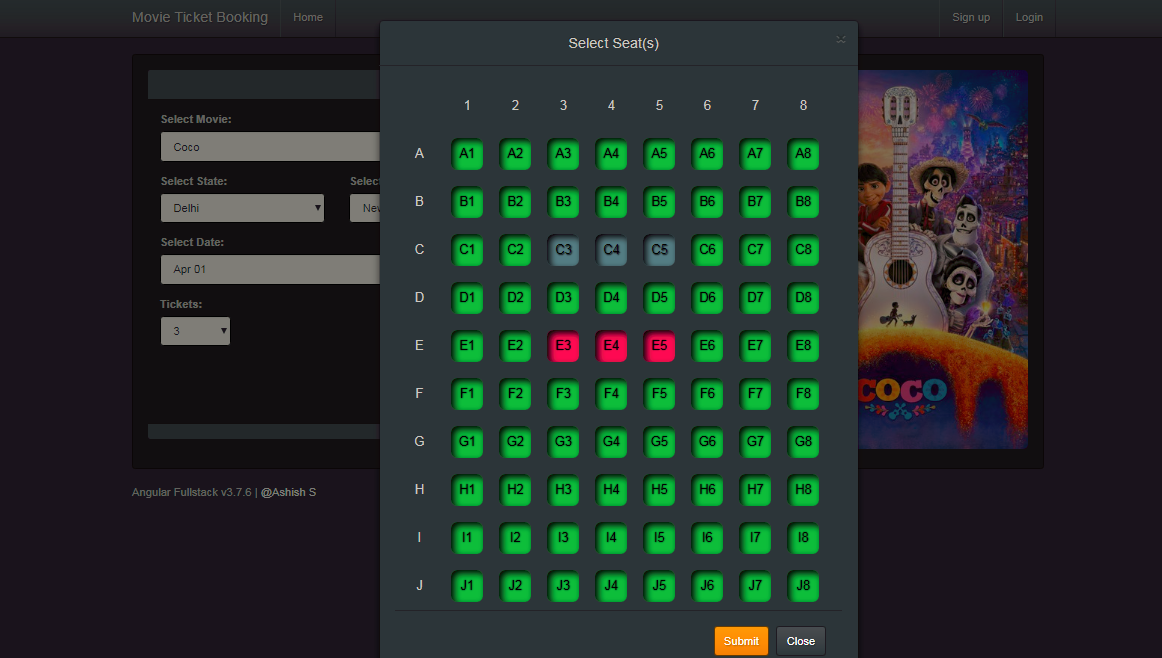 Movie Ticket Booking Home Sign up Login
Select Seat(s)
×
Select Movie:
Coco
Select State: Selec
Delhi Nev
Select Date:
Apr 01
Tickets:
3
1 2 3 4 5 6 7 8
A A1 A2 A3 A4 A5 A6 A7 A8
B B1 B2 B3 B4 B5 B6 B7 B8
C C1 C2 C3 C4 C5 C6 C7 C8
D D1 D2 D3 D4 D5 D6 D7 D8
E E1 E2 E3 E4 E5 E6 E7 E8
F F1 F2 F3 F4 F5 F6 F7 F8
G G1 G2 G3 G4 G5 G6 G7 G8
H H1 H2 H3 H4 H5 H6 H7 H8
I I1 I2 I3 I4 I5 I6 I7 I8
J J1 J2 J3 J4 J5 J6 J7 J8
Submit Close
COCO
Angular Fullstack v3.7.6 | @Ashish S